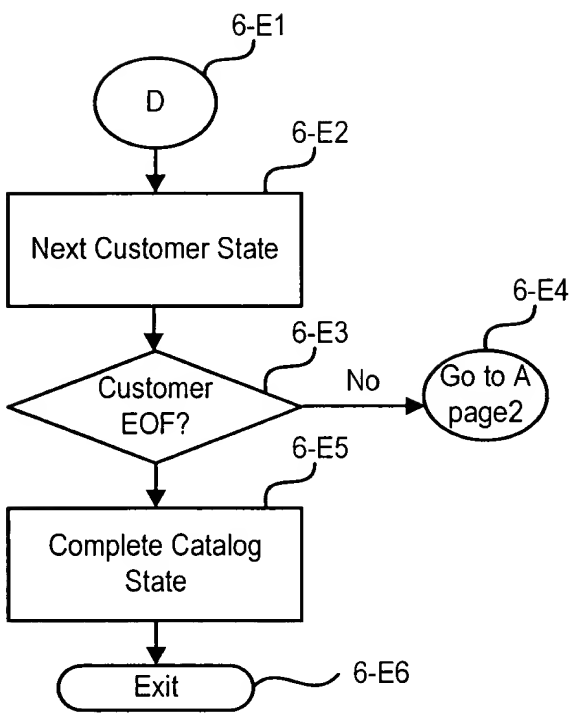 6-E1
D
6-E2
Next Customer State
6-E4
6-E3
Customer
EOF?
No
Go to A
page2
6-E5
Complete Catalog
State
Exit
6-E6